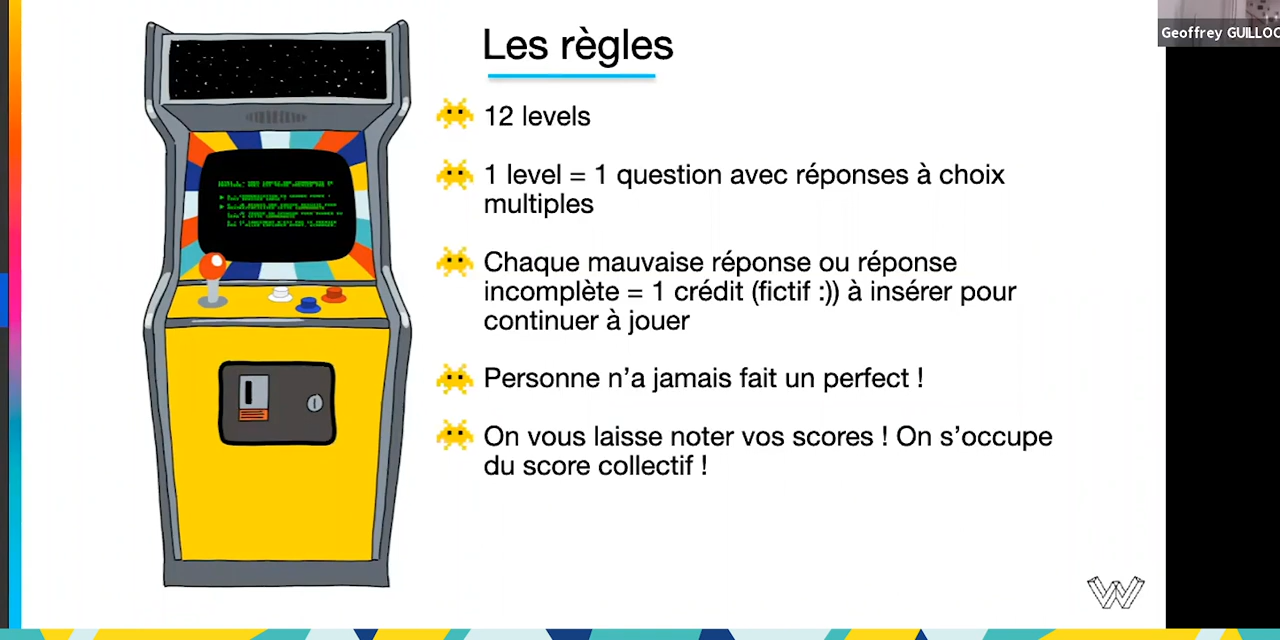 Les règles
12 levels
1 level = 1 question avec réponses à choix
multiples
Chaque mauvaise réponse ou réponse
incomplète = 1 crédit (fictif :)) à insérer pour
continuer à jouer
Personne n’a jamais fait un perfect !
On vous laisse noter vos scores ! On s’occupe
du score collectif !
Geoffrey GUILLOC